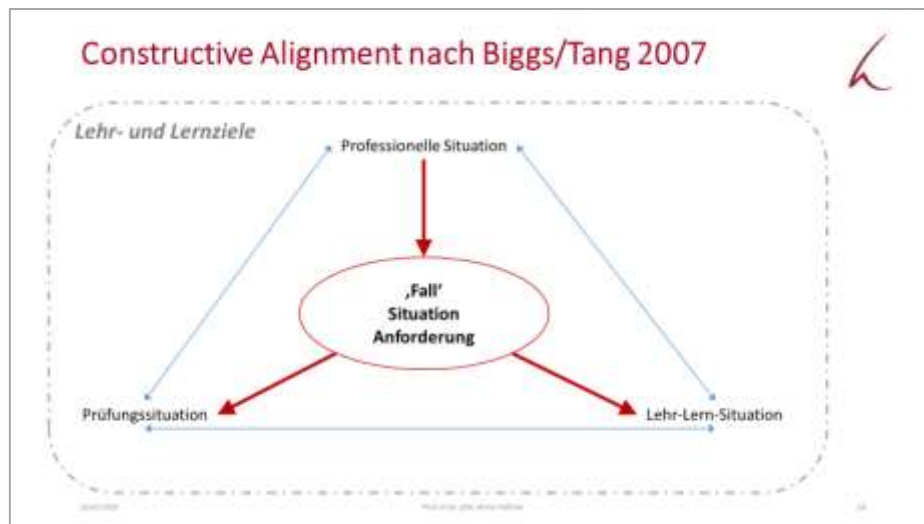 Constructive Alignment nach Biggs/Tang 2007
Lehr- und Lernziele
Professionelle Situation
‚Fall‘
Situation
Anforderung
Prüfungssituation
Lehr-Lern-Situation